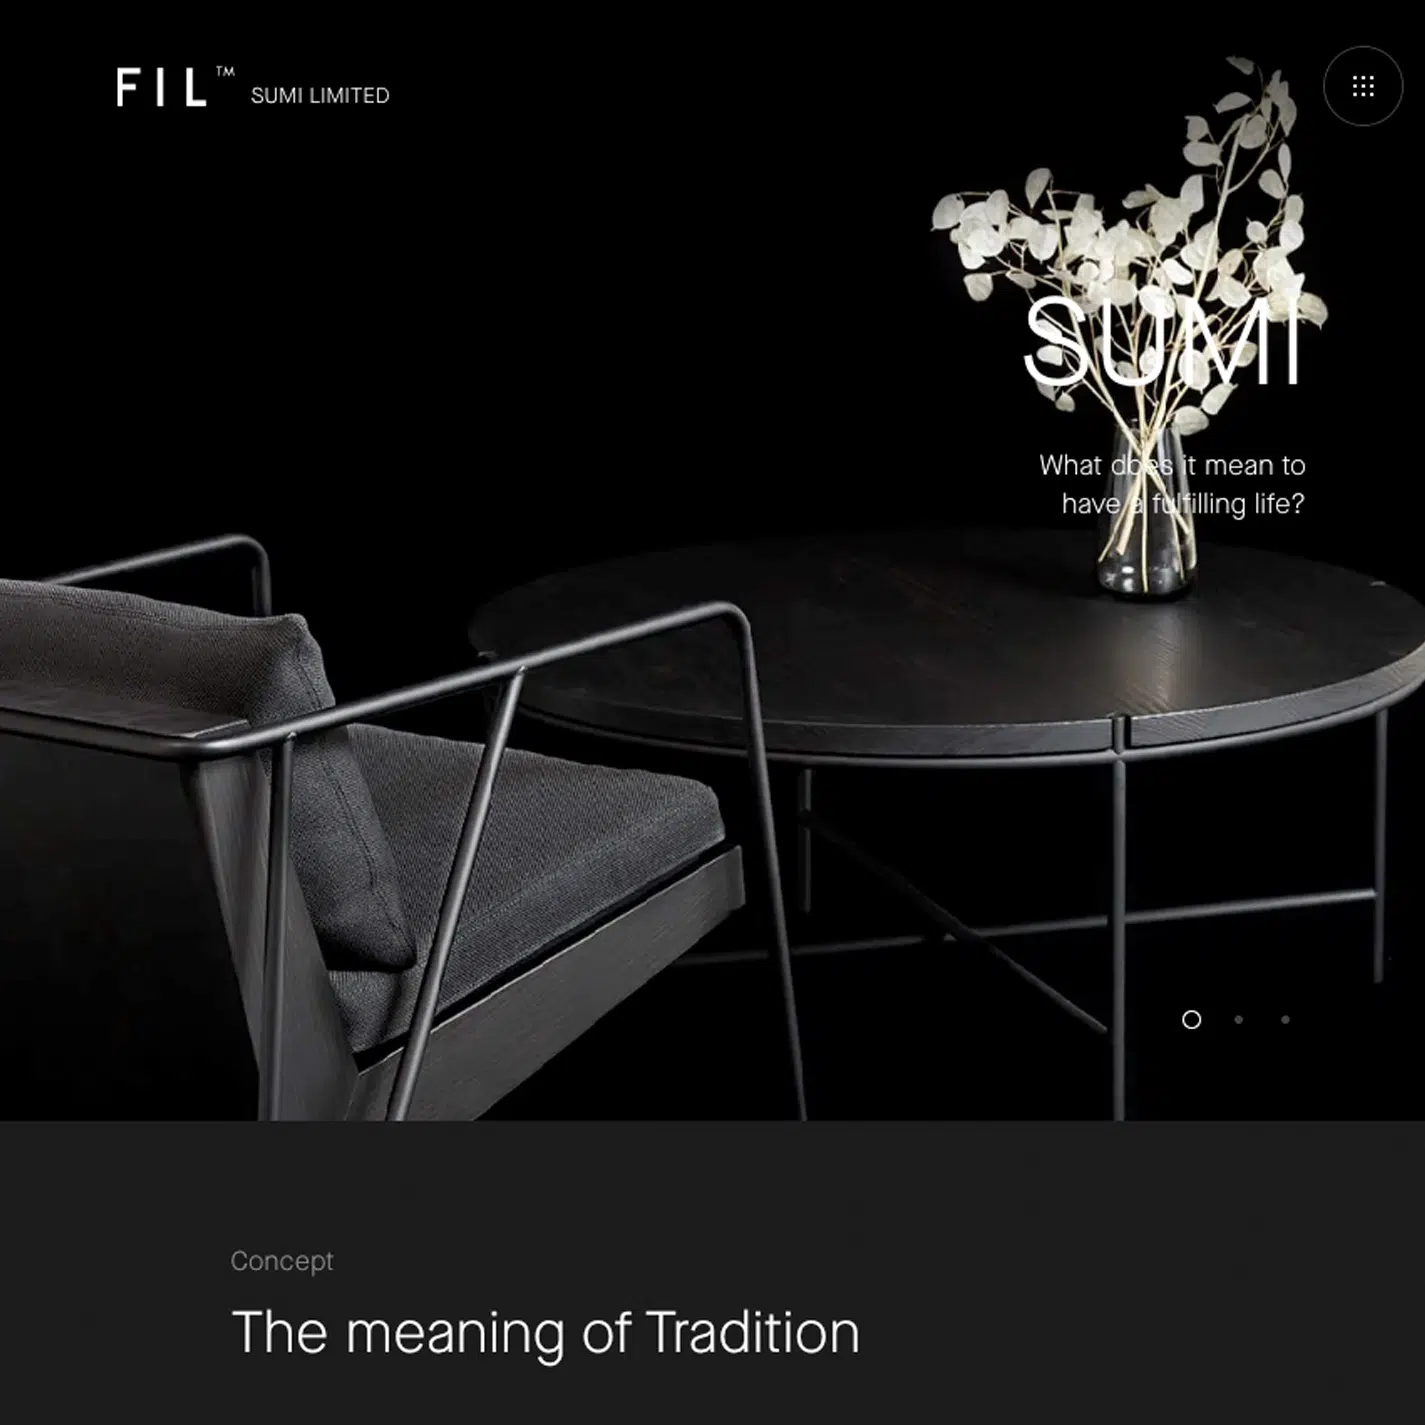 FIL™ SUMI LIMITED
SUMI
What does it mean to
have a fulfilling life?
Concept
The meaning of Tradition